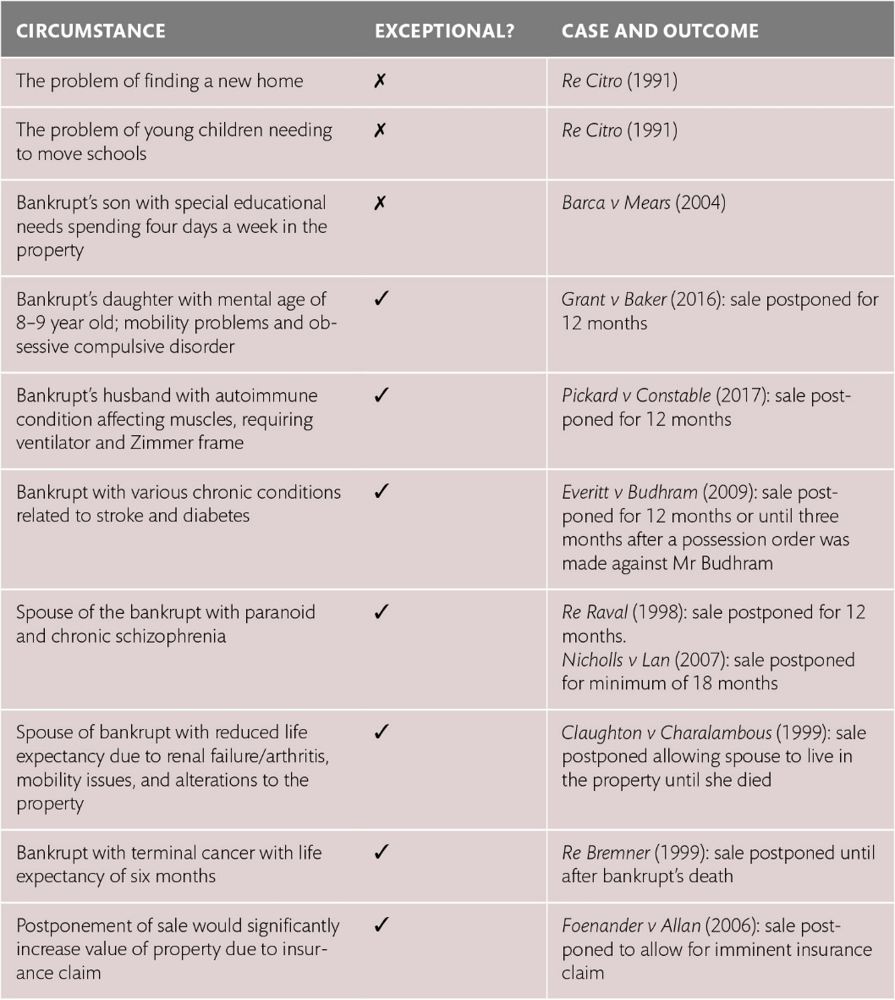 CIRCUMSTANCE EXCEPTIONAL? CASE AND OUTCOME
The problem of finding a new home ✗ Re Citro (1991)
The problem of young children needing ✗ Re Citro (1991)
to move schools
Bankrupt’s son with special educational ✗ Barca v Mears (2004)
needs spending four days a week in the
property
Bankrupt’s daughter with mental age of ✓ Grant v Baker (2016): sale postponed for
8–9 year old; mobility problems and ob- 12 months
sessive compulsive disorder
Bankrupt’s husband with autoimmune ✓ Pickard v Constable (2017): sale post-
condition affecting muscles, requiring poned for 12 months
ventilator and Zimmer frame
Bankrupt with various chronic conditions ✓ Everitt v Budhram (2009): sale post-
related to stroke and diabetes poned for 12 months or until three
months after a possession order was
made against Mr Budhram
Spouse of the bankrupt with paranoid ✓ Re Raval (1998): sale postponed for 12
and chronic schizophrenia months.
Nicholls v Lan (2007): sale postponed
for minimum of 18 months
Spouse of bankrupt with reduced life ✓ Claughton v Charalambous (1999): sale
expectancy due to renal failure/arthritis, postponed allowing spouse to live in
mobility issues, and alterations to the the property until she died
property
Bankrupt with terminal cancer with life ✓ Re Bremner (1999): sale postponed until
expectancy of six months after bankrupt’s death
Postponement of sale would significantly ✓ Foenander v Allan (2006): sale post-
increase value of property due to insur- poned to allow for imminent insurance
ance claim claim